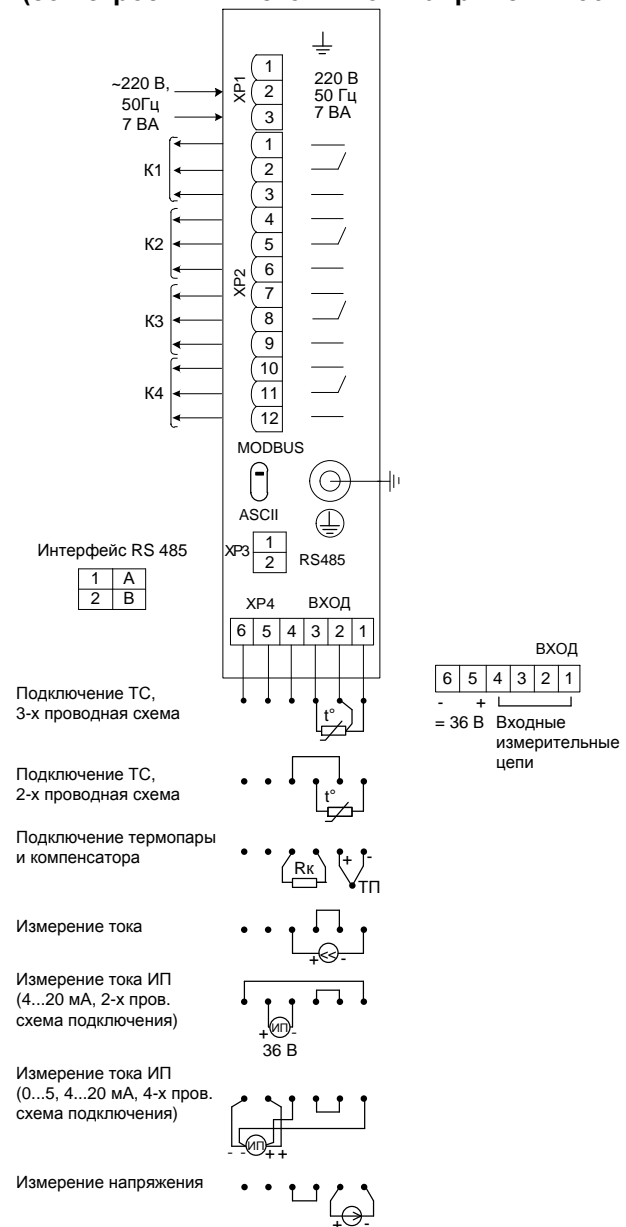 ~220 В,
50Гц
7 ВА
XP1
1
2
3
220 В
50 Гц
7 ВА
К1
К2
К3
К4
XP2
1
2
3
4
5
6
7
8
9
10
11
12
MODBUS
ASCII
Интерфейс RS 485
1 A
2 B
XP3
1
2
RS485
XP4 ВХОД
6 5 4 3 2 1
ВХОД
6 5 4 3 2 1
- +
= 36 В Входные
измерительные
цепи
Подключение ТС,
3-х проводная схема
t°
Подключение ТС,
2-х проводная схема
t°
Подключение термопары
и компенсатора
Rк
+ -
ТП
Измерение тока
+ << -
Измерение тока ИП
(4...20 мА, 2-х пров.
схема подключения)
+ ИП -
36 В
Измерение тока ИП
(0...5, 4...20 мА, 4-х пров.
схема подключения)
- - ИП + +
Измерение напряжения
+ -